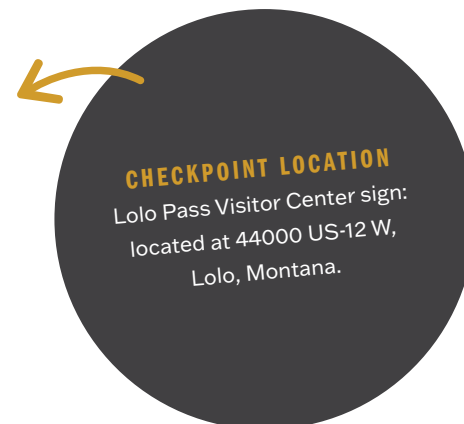 CHECKPOINT LOCATION
Lolo Pass Visitor Center sign:
located at 44000 US-12 W,
Lolo, Montana.